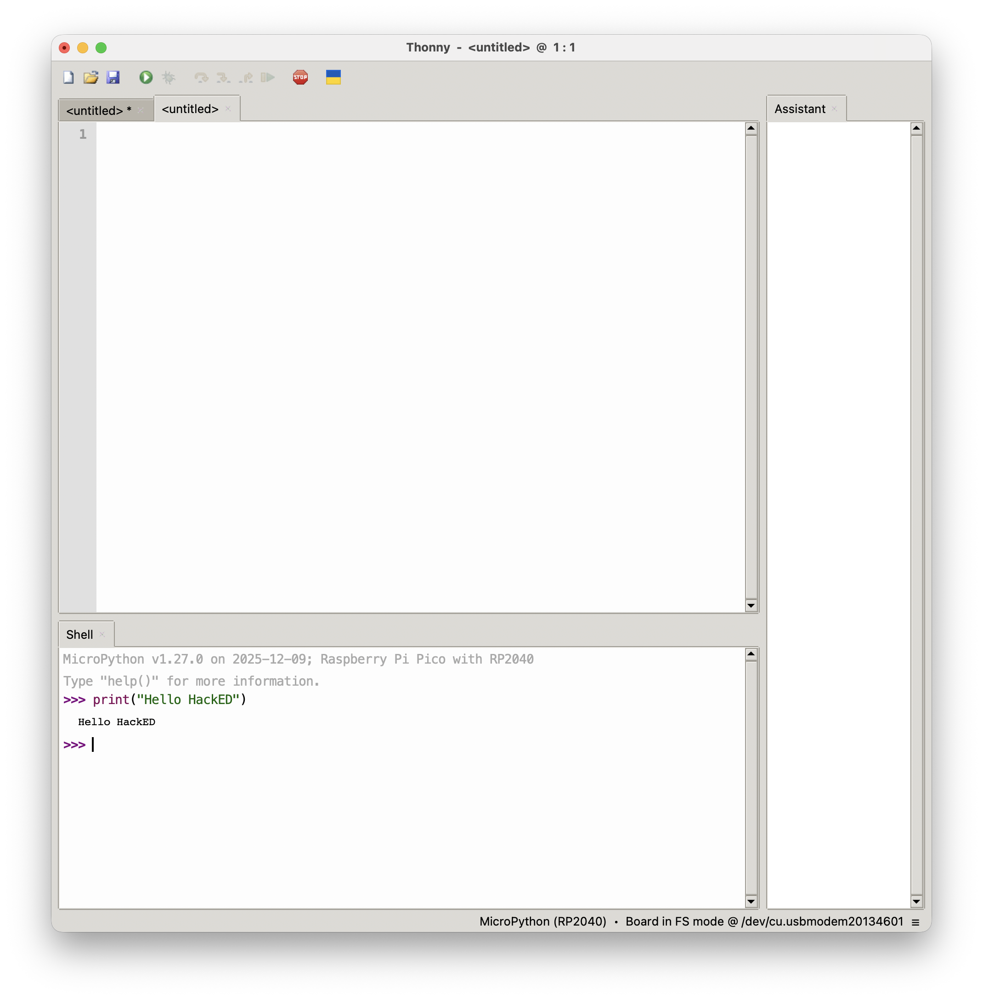 Thonny - <untitled> @ 1:1
STOP
<untitled> *
<untitled>
Assistant
1
Shell
MicroPython v1.27.0 on 2025-12-09; Raspberry Pi Pico with RP2040
Type "help()" for more information.
>>> print("Hello HackED")
Hello HackED
>>>
MicroPython (RP2040) • Board in FS mode @ /dev/cu.usbmodem20134601 ≡